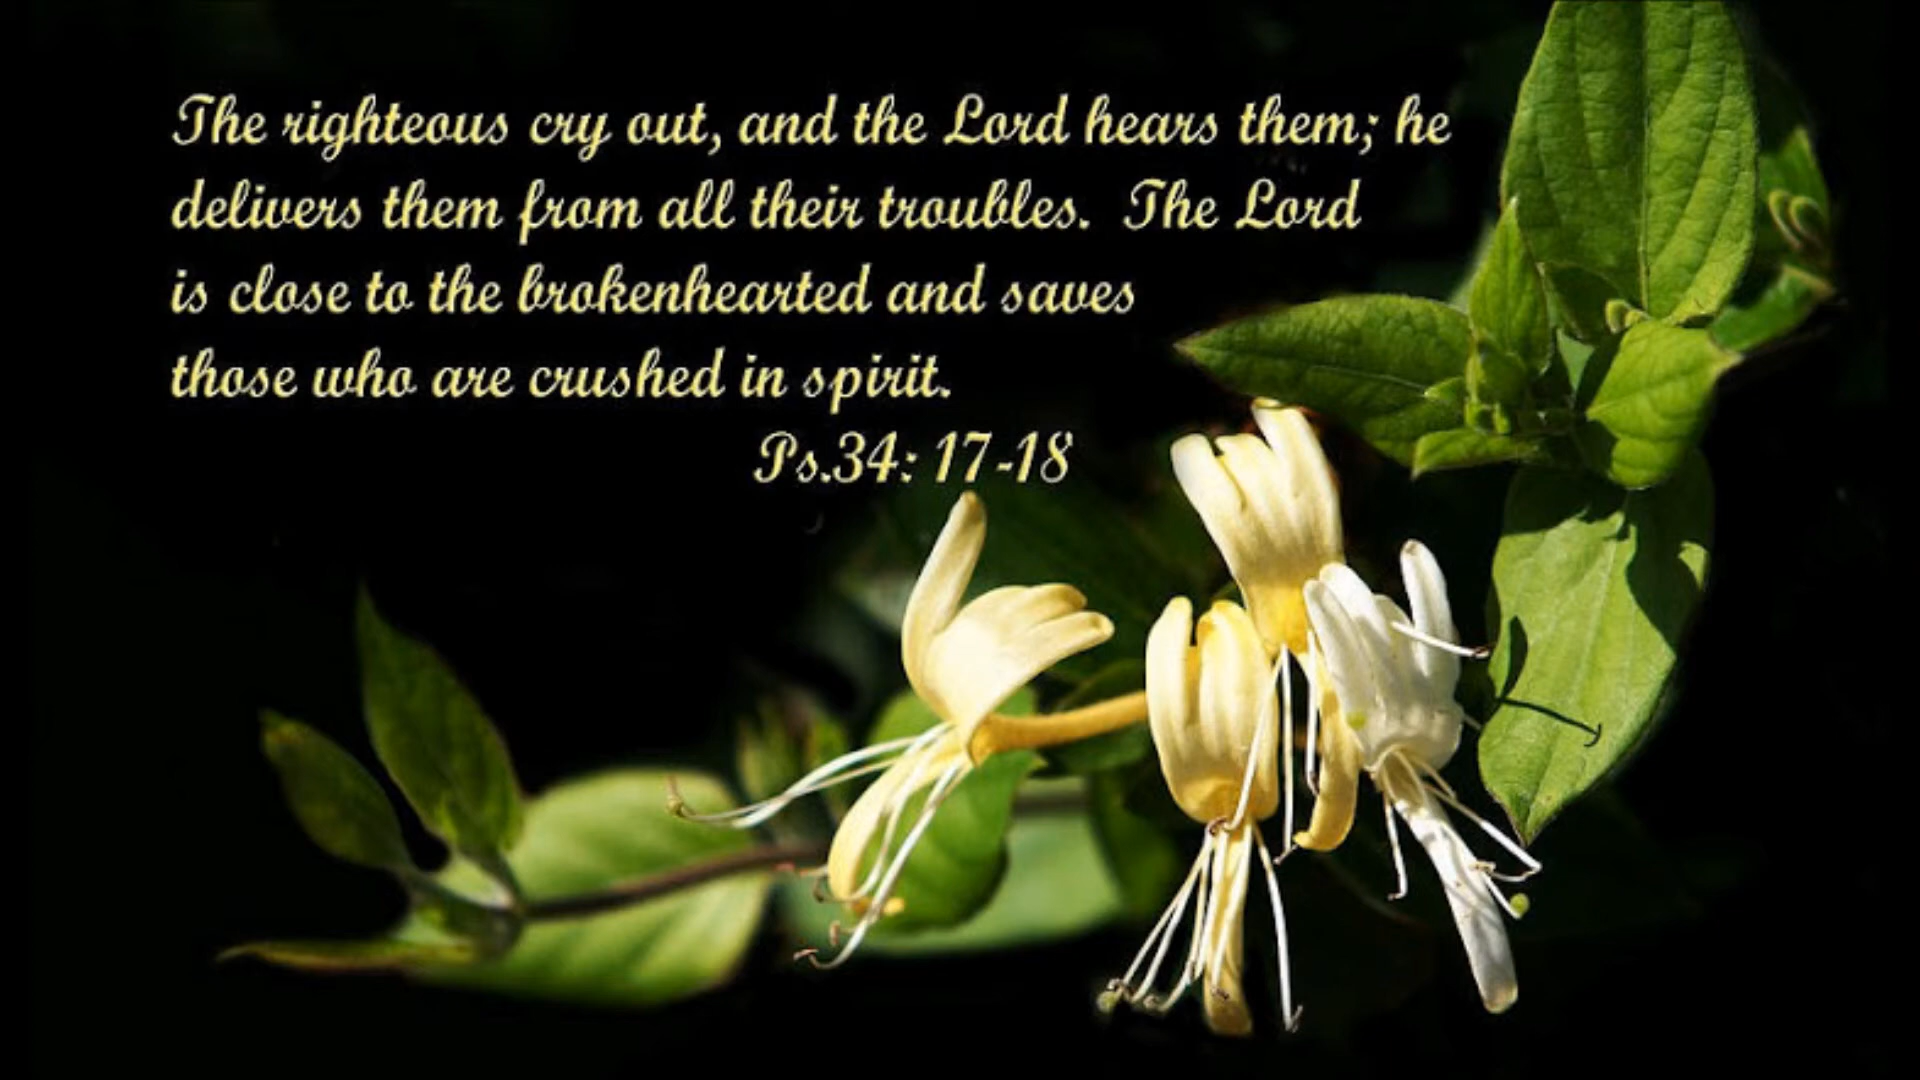 The righteous cry out, and the Lord hears them; he
delivers them from all their troubles. The Lord
is close to the brokenhearted and saves
those who are crushed in spirit.
Ps.34: 17-18